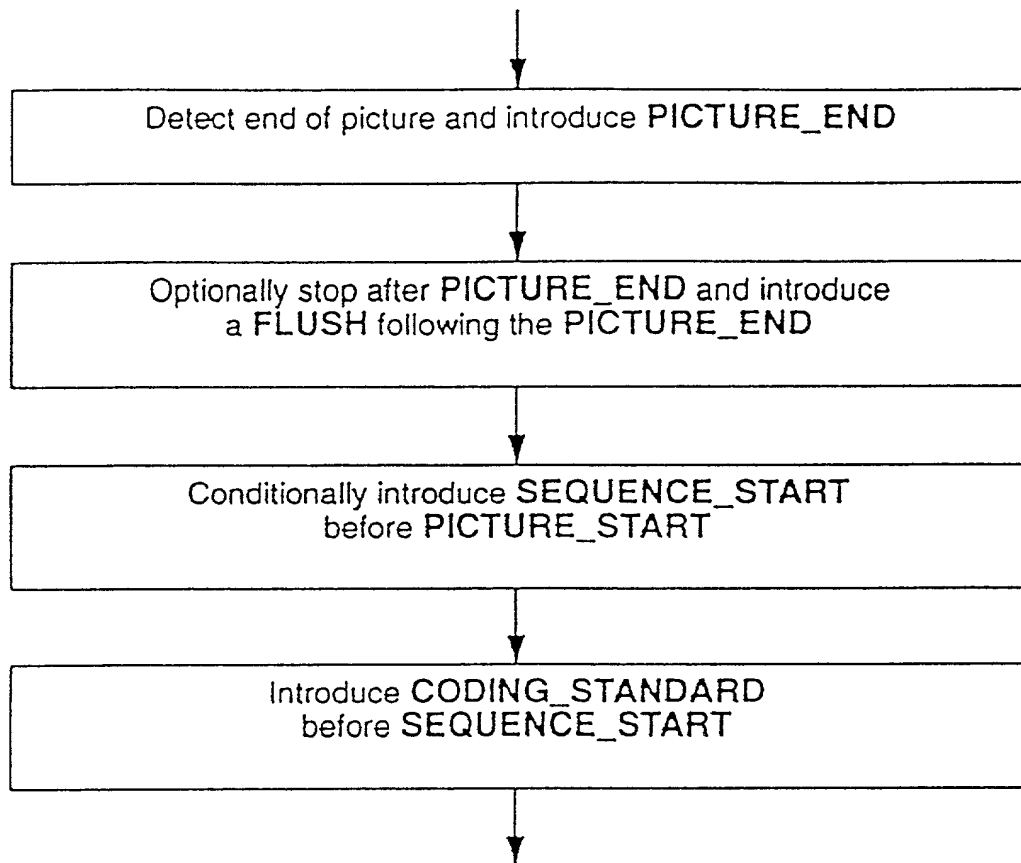 Detect end of picture and introduce PICTURE_END
Optionally stop after PICTURE_END and introduce
a FLUSH following the PICTURE_END
Conditionally introduce SEQUENCE_START
before PICTURE_START
Introduce CODING_STANDARD
before SEQUENCE_START